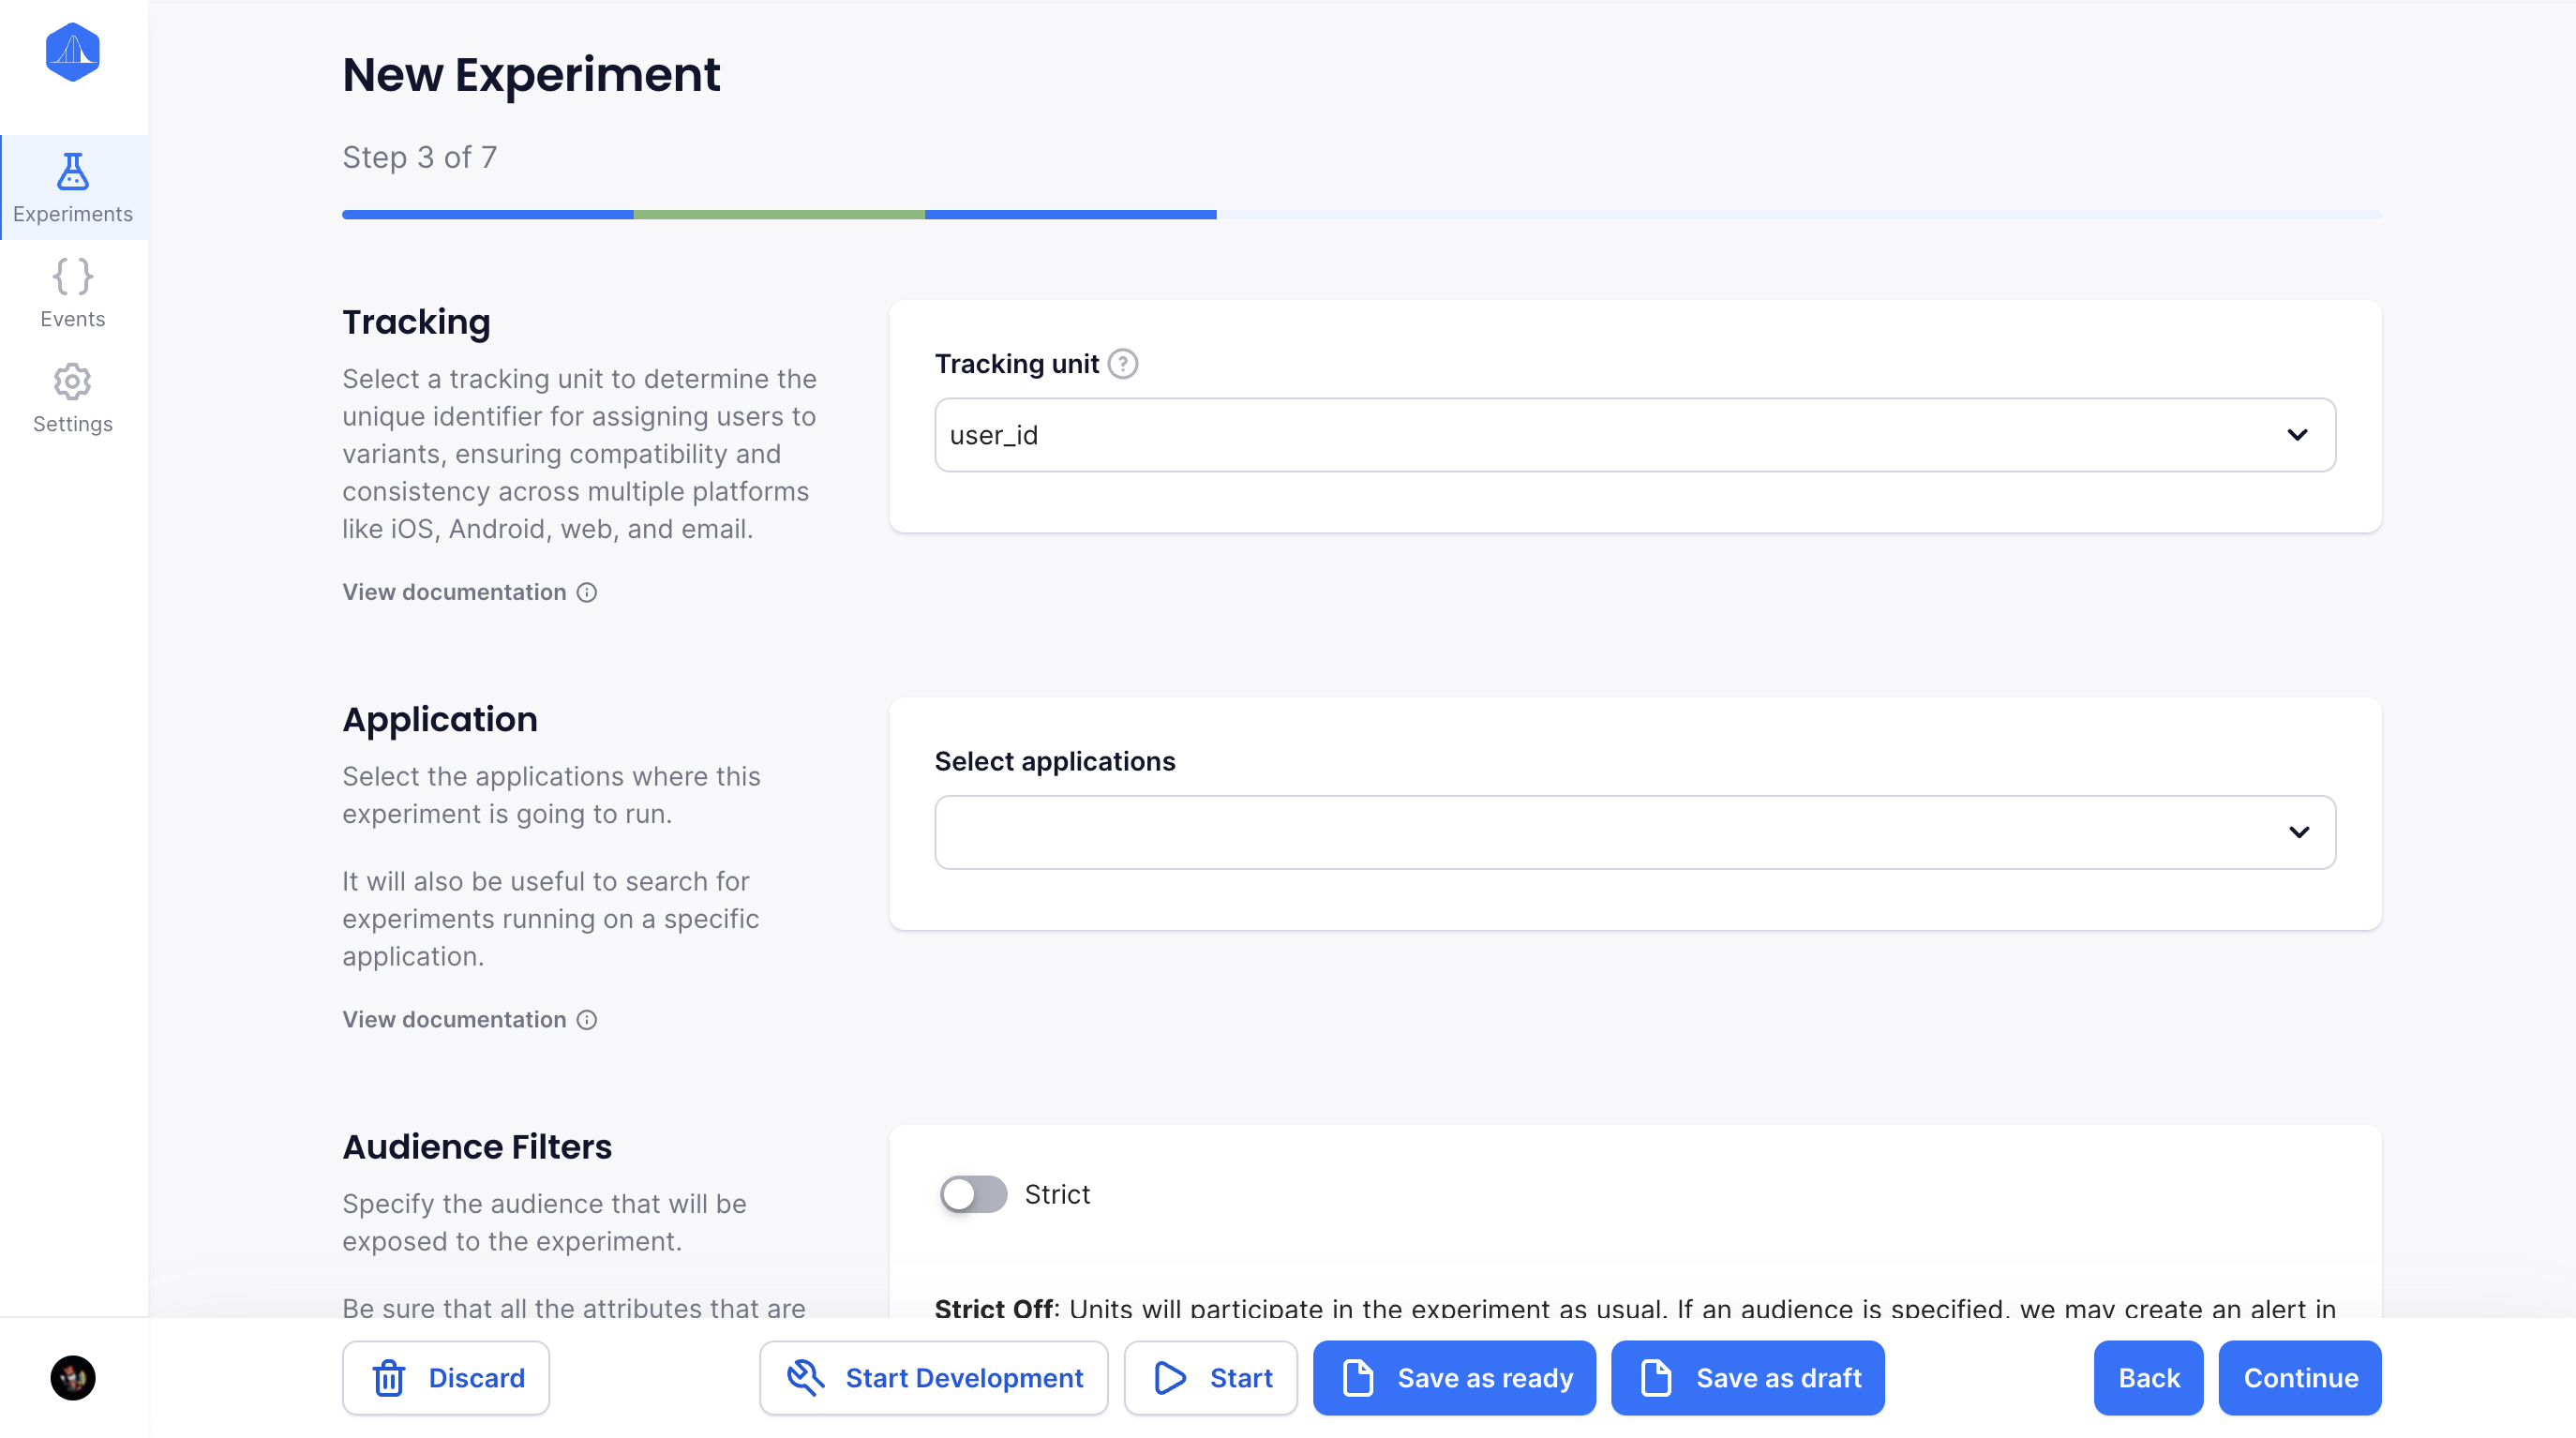 New Experiment
Step 3 of 7
Experiments
Events
Settings
Tracking
Select a tracking unit to determine the
unique identifier for assigning users to
variants, ensuring compatibility and
consistency across multiple platforms
like iOS, Android, web, and email.
View documentation
Tracking unit
user_id
Application
Select the applications where this
experiment is going to run.
It will also be useful to search for
experiments running on a specific
application.
View documentation
Select applications
Audience Filters
Specify the audience that will be
exposed to the experiment.
Be sure that all the attributes that are
Strict
Strict Off: Units will participate in the experiment as usual. If an audience is specified, we may create an alert in
Discard
Start Development
Start
Save as ready
Save as draft
Back
Continue